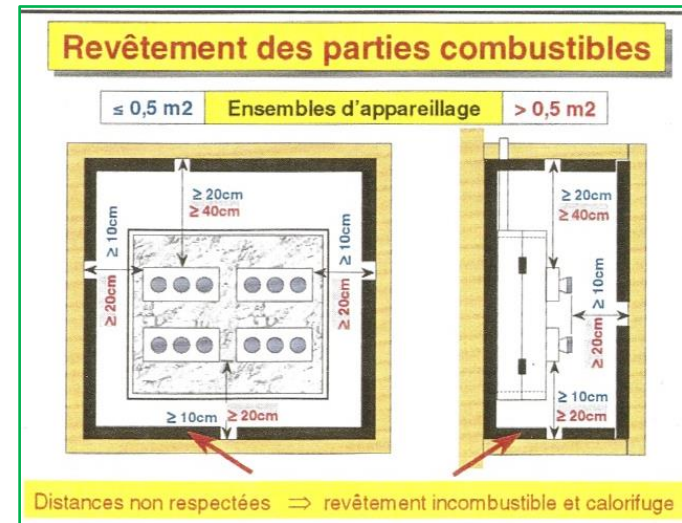 Revêtement des parties combustibles
≤ 0,5 m2 Ensembles d'appareillage > 0,5 m2
≥ 20cm
≥ 40cm
≥ 10cm
≥ 20cm
≥ 10cm
≥ 20cm
≥ 10cm ≥ 20cm
≥ 20cm
≥ 40cm
≥ 10cm
≥ 20cm
≥ 10cm
≥ 20cm
Distances non respectées ⇒ revêtement incombustible et calorifuge